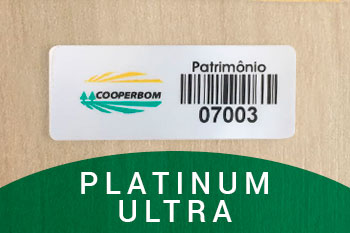 Patrimônio
COOPERBOM
07003
PLATINUM
ULTRA